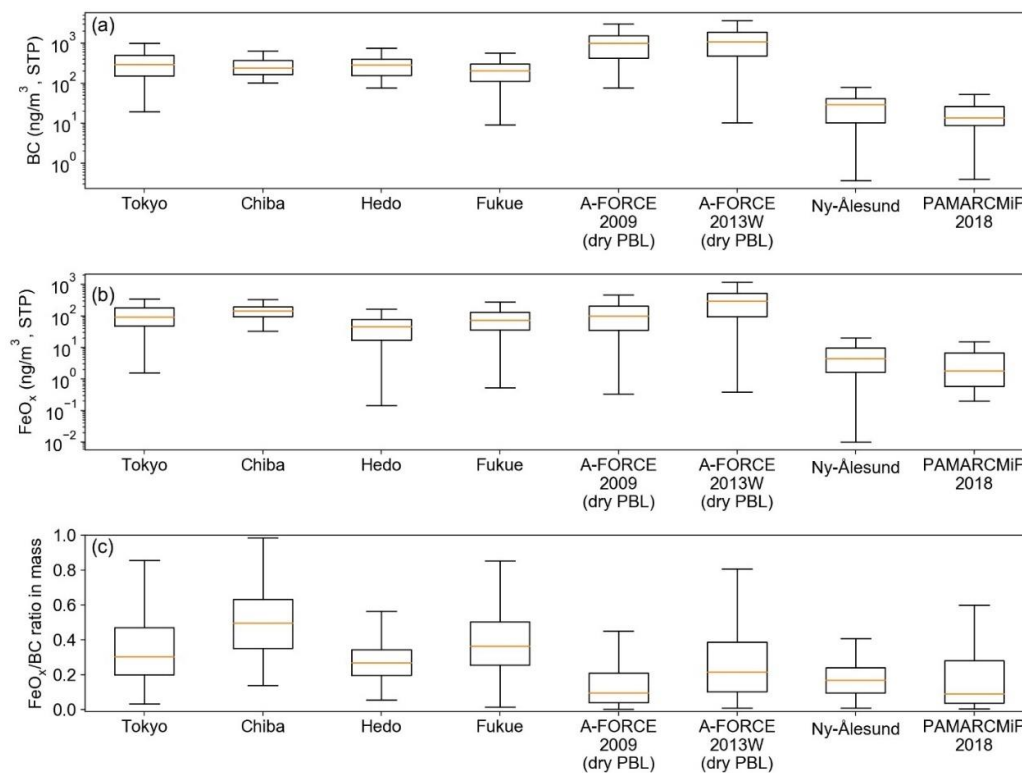 (a)
BC (ng/m³, STP)
10³
10²
10¹
10⁰
Tokyo Chiba Hedo Fukue A-FORCE 2009 (dry PBL) A-FORCE 2013W (dry PBL) Ny-Ålesund PAMARCMiP 2018
(b)
FeOₓ (ng/m³, STP)
10³
10²
10¹
10⁰
10⁻¹
10⁻²
Tokyo Chiba Hedo Fukue A-FORCE 2009 (dry PBL) A-FORCE 2013W (dry PBL) Ny-Ålesund PAMARCMiP 2018
(c)
FeOₓ/BC ratio in mass
1.0
0.8
0.6
0.4
0.2
0.0
Tokyo Chiba Hedo Fukue A-FORCE 2009 (dry PBL) A-FORCE 2013W (dry PBL) Ny-Ålesund PAMARCMiP 2018